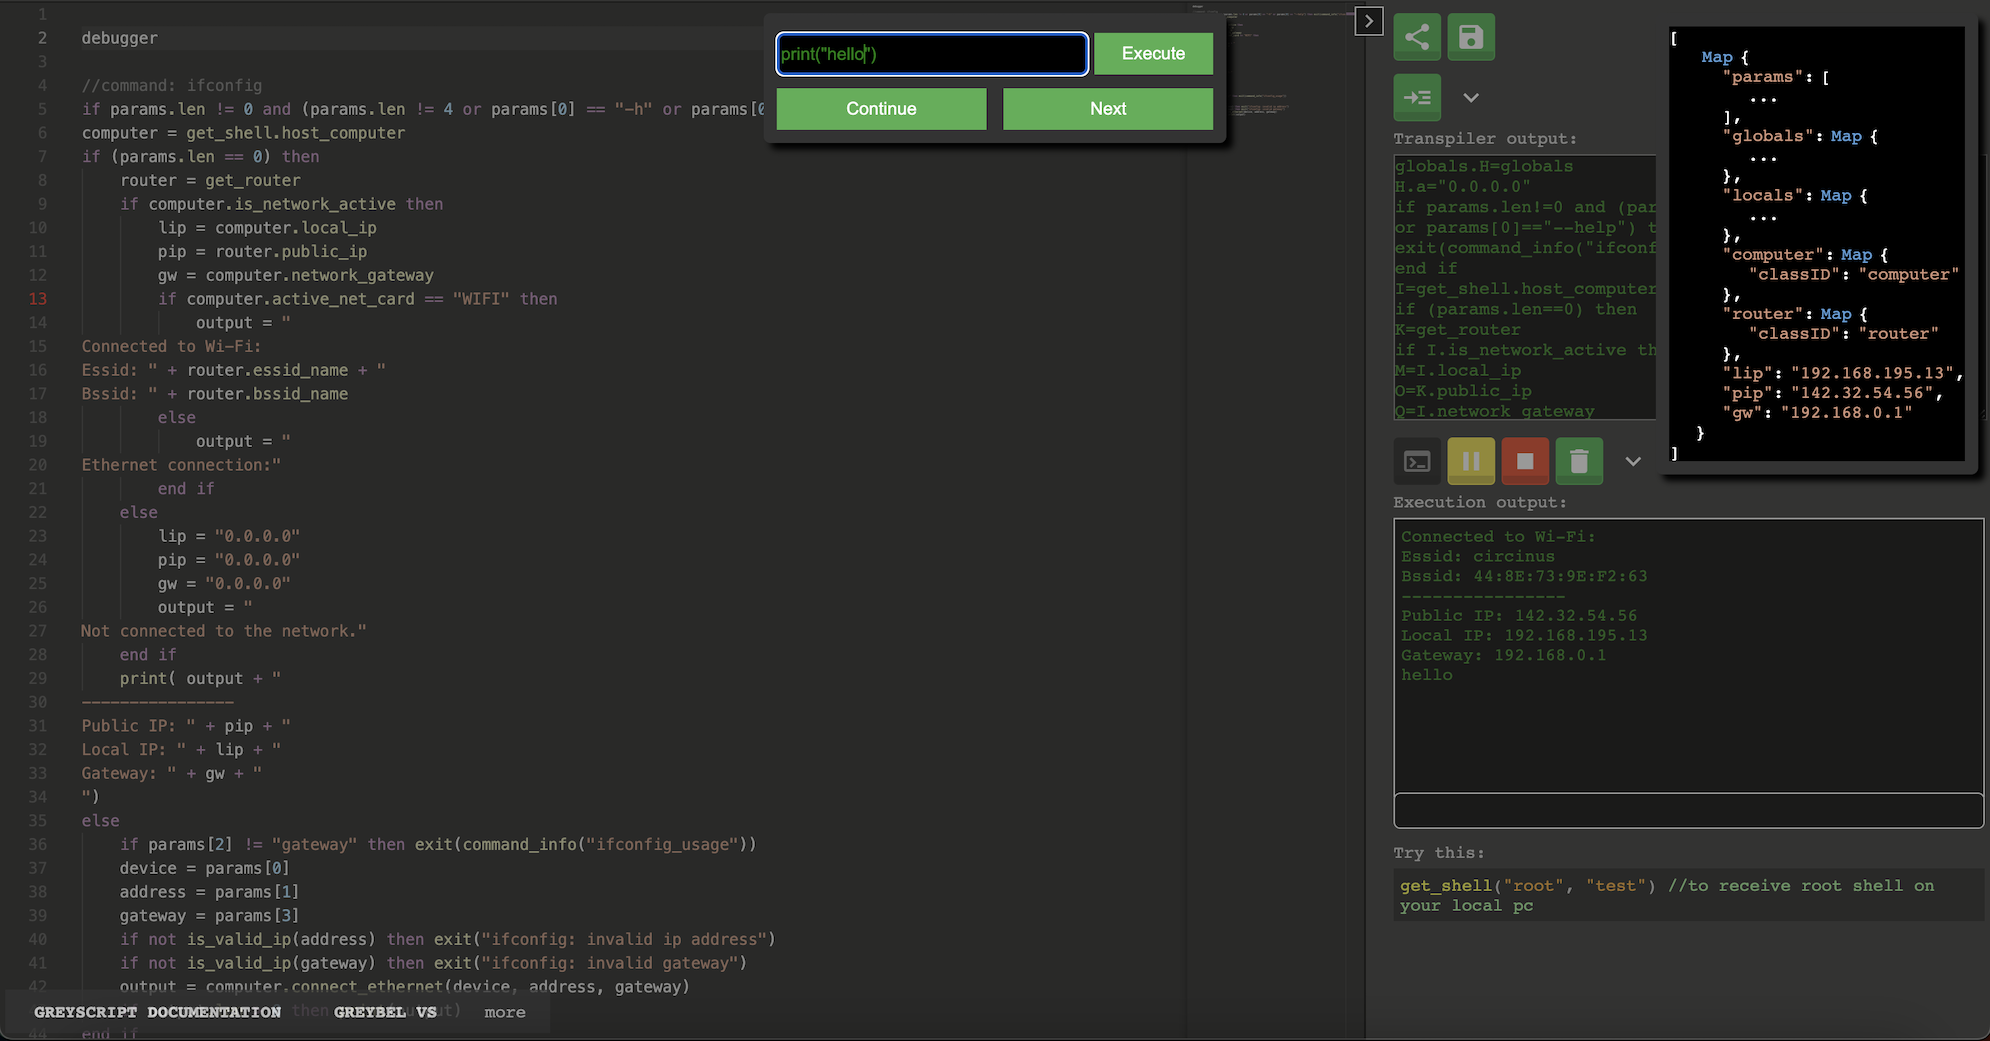 1
2 debugger
3
4 //command: ifconfig
5 if params.len != 0 and (params.len != 4 or params[0] == "-h" or params[0
6 computer = get_shell.host_computer
7 if (params.len == 0) then
8 router = get_router
9 if computer.is_network_active then
10 lip = computer.local_ip
11 pip = router.public_ip
12 gw = computer.network_gateway
13 if computer.active_net_card == "WIFI" then
14 output = "
15 Connected to Wi-Fi:
16 Essid: " + router.essid_name + "
17 Bssid: " + router.bssid_name
18 else
19 output = "
20 Ethernet connection:"
21 end if
22 else
23 lip = "0.0.0.0"
24 pip = "0.0.0.0"
25 gw = "0.0.0.0"
26 output = "
27 Not connected to the network."
28 end if
29 print( output + "
30 ----------------
31 Public IP: " + pip + "
32 Local IP: " + lip + "
33 Gateway: " + gw + "
34 ")
35 else
36 if params[2] != "gateway" then exit(command_info("ifconfig_usage"))
37 device = params[0]
38 address = params[1]
39 gateway = params[3]
40 if not is_valid_ip(address) then exit("ifconfig: invalid ip address")
41 if not is_valid_ip(gateway) then exit("ifconfig: invalid gateway")
42 output = computer.connect_ethernet(device, address, gateway)
then
44 end if
GREYSCRIPT DOCUMENTATION GREYBEL VS more
print("hello")
Execute
Continue
Next
Transpiler output:
globals.H=globals
H.a="0.0.0.0"
if params.len!=0 and (par
or params[0]=="--help") t
exit(command_info("ifconf
end if
I=get_shell.host_computer
if (params.len==0) then
K=get_router
if I.is_network_active th
M=I.local_ip
O=K.public_ip
Q=I.network_gateway
[
Map {
"params": [
...
],
"globals": Map {
...
},
"locals": Map {
...
},
"computer": Map {
"classID": "computer"
},
"router": Map {
"classID": "router"
},
"lip": "192.168.195.13",
"pip": "142.32.54.56",
"gw": "192.168.0.1"
}
]
Execution output:
Connected to Wi-Fi:
Essid: circinus
Bssid: 44:8E:73:9E:F2:63
----------------
Public IP: 142.32.54.56
Local IP: 192.168.195.13
Gateway: 192.168.0.1
hello
Try this:
get_shell("root", "test") //to receive root shell on
your local pc